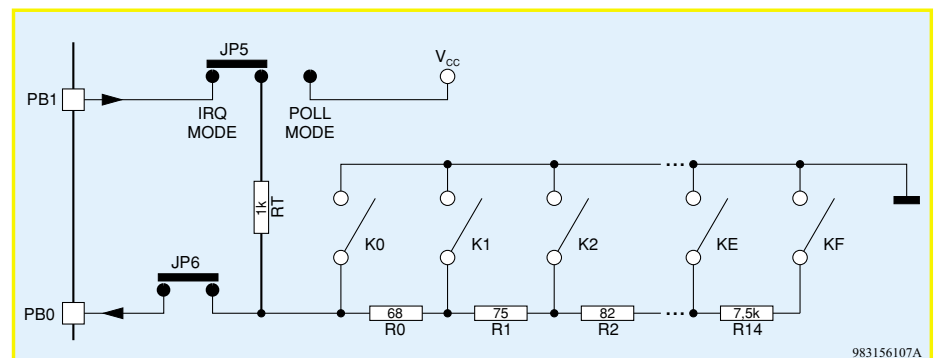 JP5
VCC
PB1
IRQ
MODE
POLL
MODE
1k
RT
K0
K1
K2
KE
KF
JP6
PB0
68
75
82
7,5k
R0
R1
R2
R14
...
...
983156107A